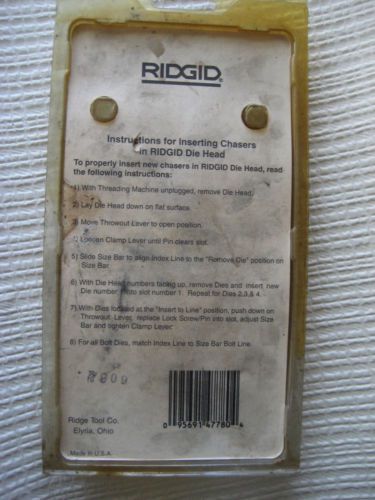 RIDGID
Instructions for Inserting Chasers
in RIDGID Die Head
To properly insert new chasers in RIDGID Die Head, read
the following instructions:
1) With Threading Machine unplugged, remove Die Head.
2) Lay Die Head down on flat surface.
3) Move Throwout Lever to open position.
4) Loosen Clamp Lever until Pin clears slot.
5) Slide Size Bar to align Index Line to the "Remove Die" position on
Size Bar.
6) With Die Head numbers facing up, remove Dies and insert new
Die number into slot number 1. Repeat for Dies 2,3 & 4.
7) With Dies located at the "Insert to Line" position, push down on
Throwout Lever, replace Lock Screw/Pin into slot, adjust Size
Bar and tighten Clamp Lever.
8) For all Bolt Dies, match Index Line to Size Bar Bolt Line.
Ridge Tool Co.
Elyria, Ohio
Made in U.S.A.
0 95691 47780 4